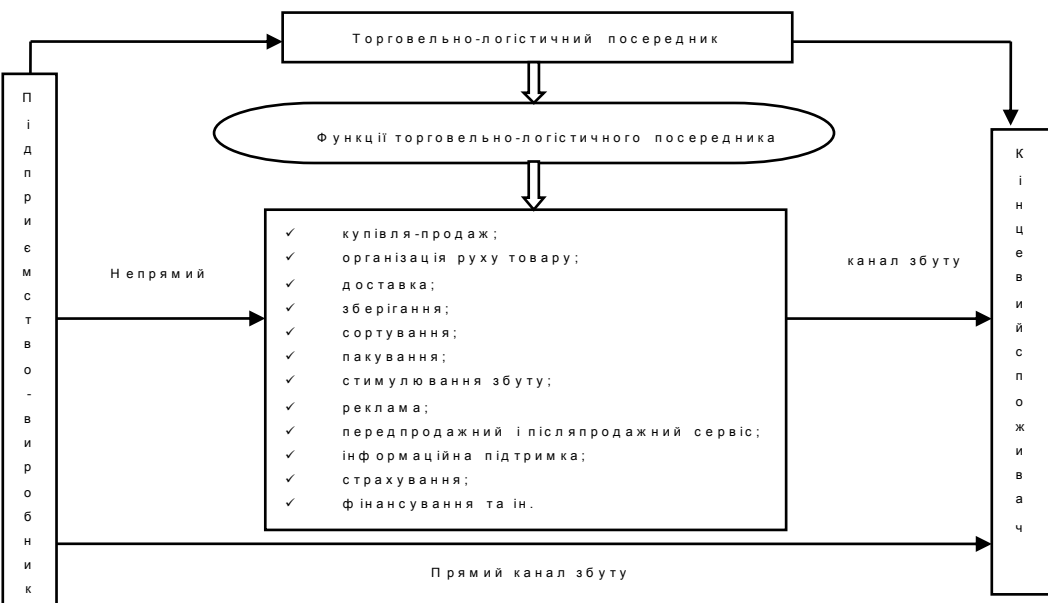 Торговельно-логістичний посередник
Підприємство-виробник
Функції торговельно-логістичного посередника
Кінцевий споживач
✓ купівля-продаж;
✓ організація руху товару;
✓ доставка;
✓ зберігання;
✓ сортування;
✓ пакування;
✓ стимулювання збуту;
✓ реклама;
✓ передпродажний і післяпродажний сервіс;
✓ інформаційна підтримка;
✓ страхування;
✓ фінансування та ін.
Непрямий
канал збуту
Прямий канал збуту